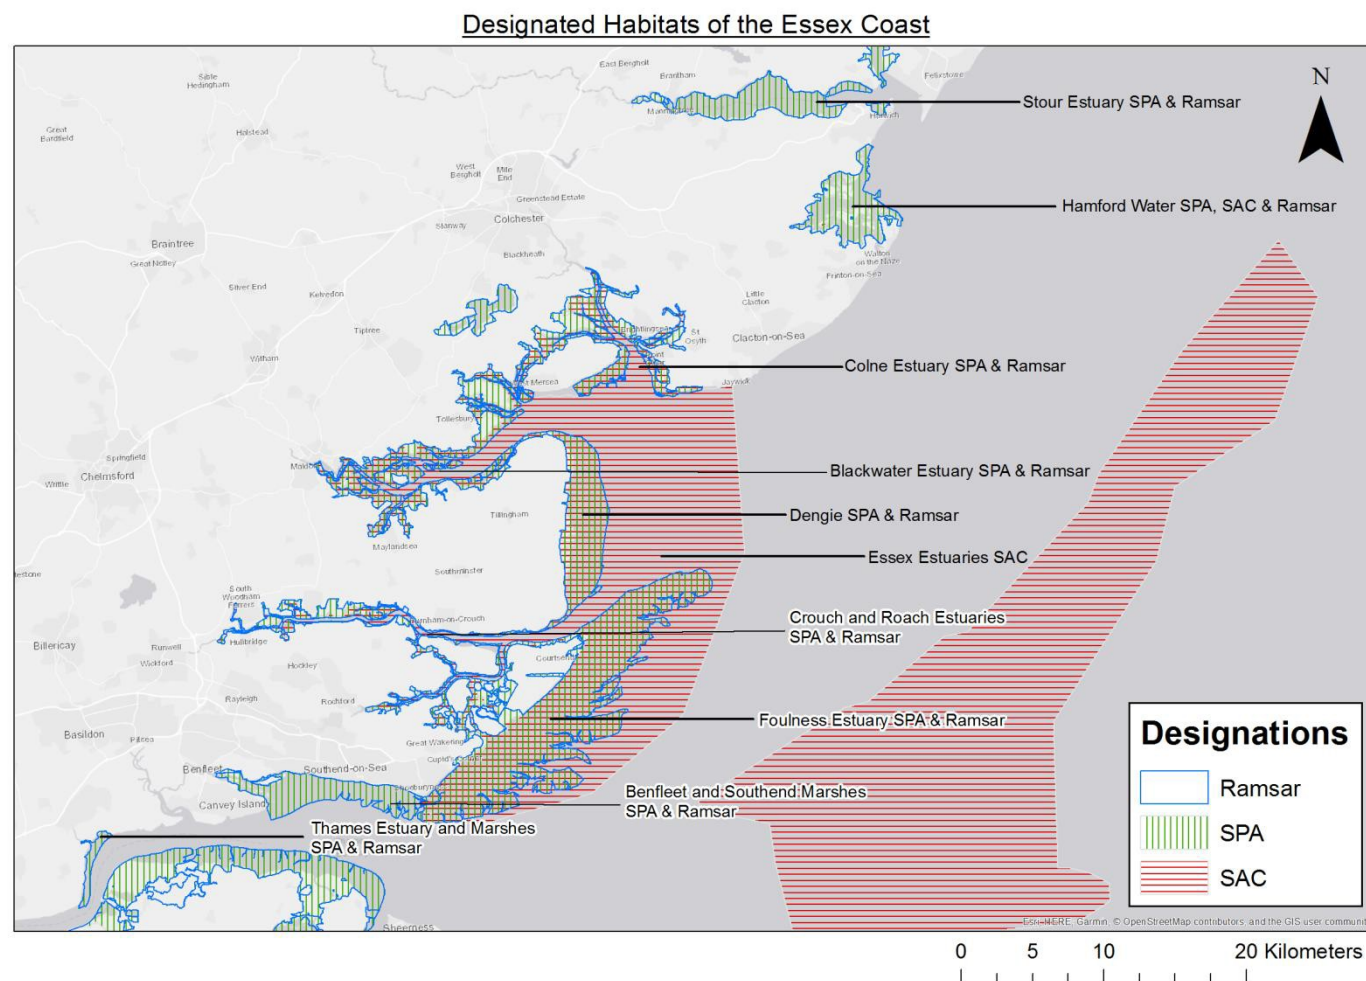 Designated Habitats of the Essex Coast
East Bergholt
Brantham
Felixstowe
Sible
Hedingham
N
Stour Estuary SPA & Ramsar
Harwich
Great
Bardfield
Halstead
West
Bergholt
Mile
End
Greenstead Estate
Colchester
Stanway
Hamford Water SPA, SAC & Ramsar
Braintree
Great Notley
Blackheath
Walton
on the Naze
Frinton-on-Sea
Silver End
Kelvedon
Little
Clacton
Tiptree
Brightlingsea
St
Osyth
Clacton-on-Sea
Witham
Colne Estuary SPA & Ramsar
West Mersea
Jaywick
Tollesbury
Springfield
Chelmsford
Writtle
Maldon
Blackwater Estuary SPA & Ramsar
Tillingham
Dengie SPA & Ramsar
Maylandsea
Essex Estuaries SAC
Southminster
South
Woodham
Ferrers
Burnham-on-Crouch
Crouch and Roach Estuaries
SPA & Ramsar
Hullbridge
Billericay
Runwell
Wickford
Hockley
Courtsend
Rayleigh
Rochford
Foulness Estuary SPA & Ramsar
Basildon
Pitsea
Great Wakering
Designations
Benfleet
Southend-on-Sea
Ramsar
Benfleet and Southend Marshes
SPA & Ramsar
Canvey Island
SPA
Thames Estuary and Marshes
SPA & Ramsar
SAC
Sheerness
Esri, HERE, Garmin, © OpenStreetMap contributors, and the GIS user communit
0 5 10 20 Kilometers